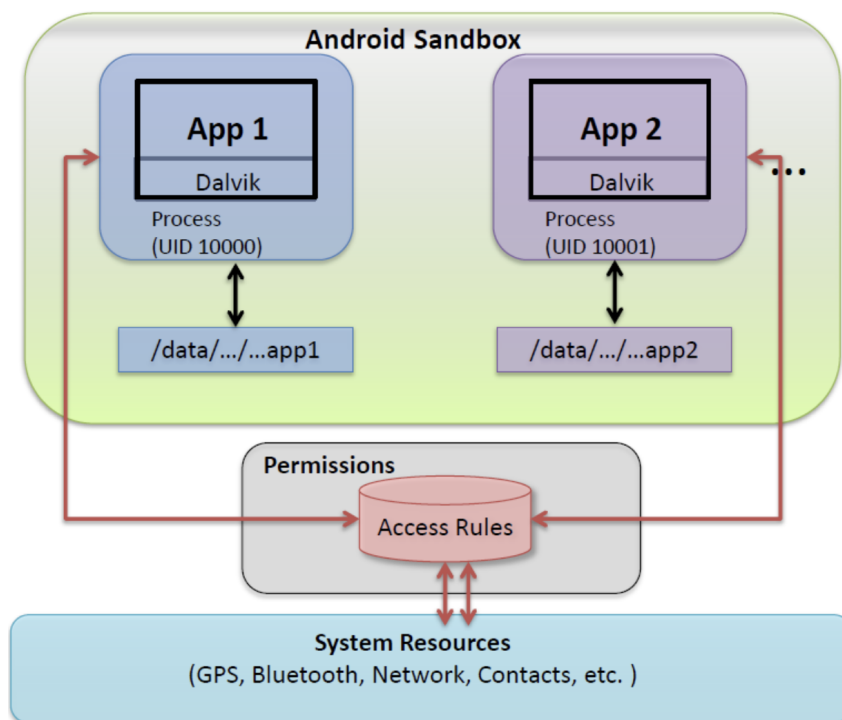 Android Sandbox
App 1
Dalvik
Process
(UID 10000)
/data/.../...app1
App 2
Dalvik
Process
(UID 10001)
/data/.../...app2
...
Permissions
Access Rules
System Resources
(GPS, Bluetooth, Network, Contacts, etc. )